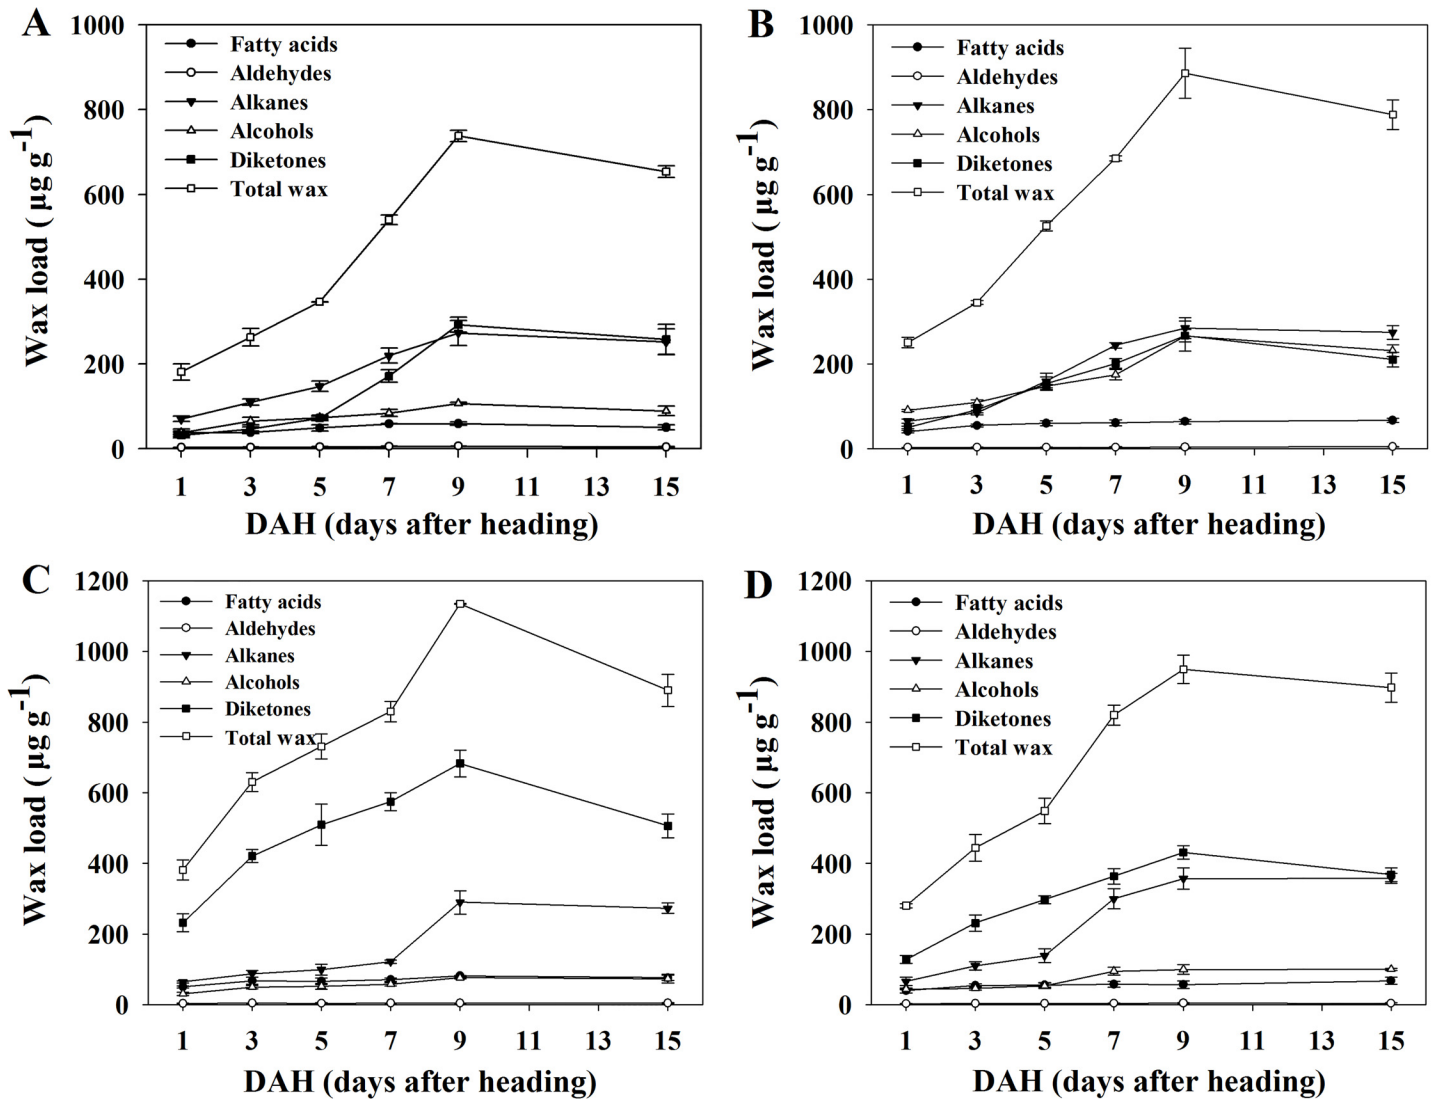 A
1000
800
600
400
200
0
Wax load ( µg g-1)
Fatty acids
Aldehydes
Alkanes
Alcohols
Diketones
Total wax
1 3 5 7 9 11 13 15
DAH (days after heading)
B
1000
800
600
400
200
0
Wax load ( µg g-1)
Fatty acids
Aldehydes
Alkanes
Alcohols
Diketones
Total wax
1 3 5 7 9 11 13 15
DAH (days after heading)
C
1200
1000
800
600
400
200
0
Wax load ( µg g-1)
Fatty acids
Aldehydes
Alkanes
Alcohols
Diketones
Total wax
1 3 5 7 9 11 13 15
DAH (days after heading)
D
1200
1000
800
600
400
200
0
Wax load ( µg g-1)
Fatty acids
Aldehydes
Alkanes
Alcohols
Diketones
Total wax
1 3 5 7 9 11 13 15
DAH (days after heading)